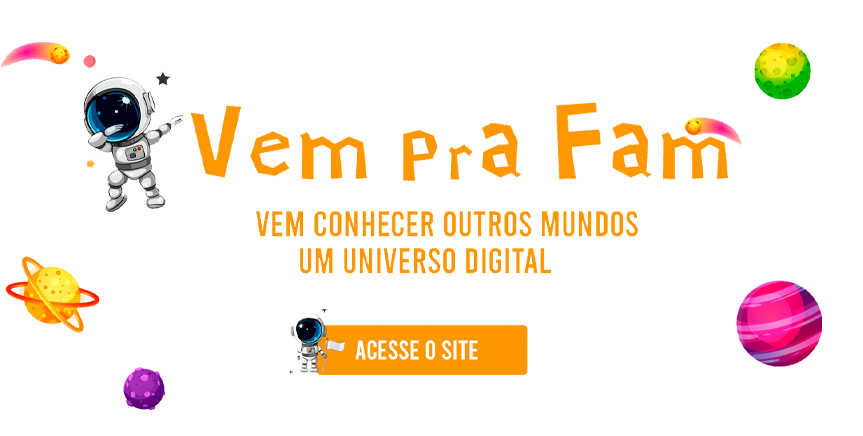 Vem pra Fam
VEM CONHECER OUTROS MUNDOS
UM UNIVERSO DIGITAL
ACESSE O SITE